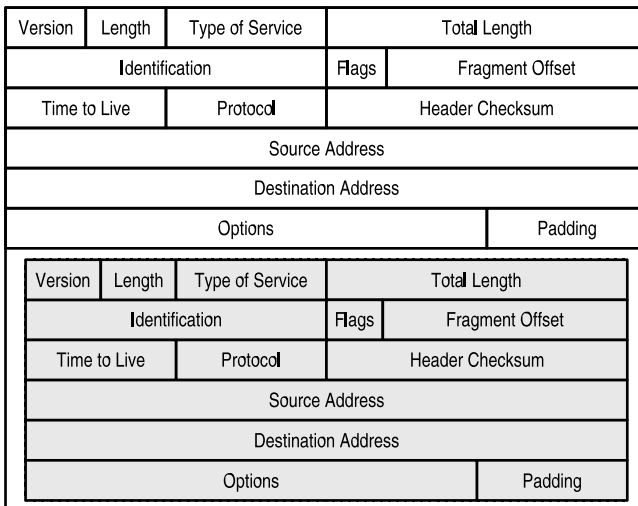 Version Length Type of Service Total Length
Identification Flags Fragment Offset
Time to Live Protocol Header Checksum
Source Address
Destination Address
Options Padding
Version Length Type of Service Total Length
Identification Flags Fragment Offset
Time to Live Protocol Header Checksum
Source Address
Destination Address
Options Padding